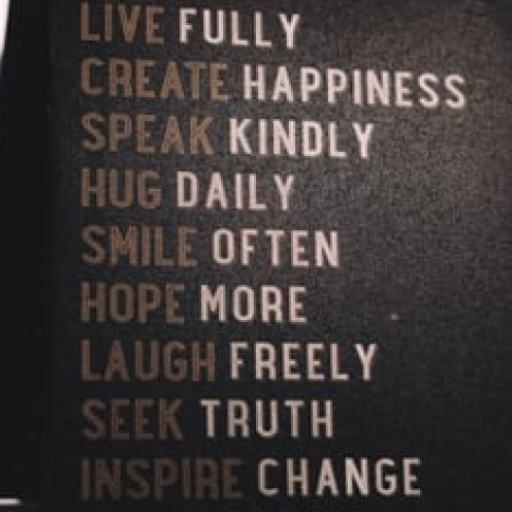 LIVE FULLY
CREATE HAPPINESS
SPEAK KINDLY
HUG DAILY
SMILE OFTEN
HOPE MORE
LAUGH FREELY
SEEK TRUTH
INSPIRE CHANGE